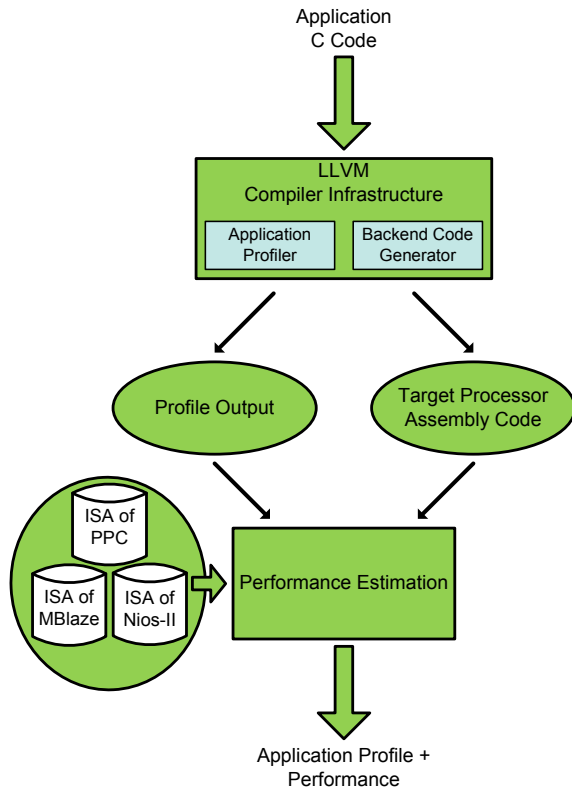 Application
C Code
LLVM
Compiler Infrastructure
Application
Profiler
Backend Code
Generator
Profile Output
Target Processor
Assembly Code
ISA of
PPC
ISA of
MBlaze
ISA of
Nios-II
Performance Estimation
Application Profile +
Performance